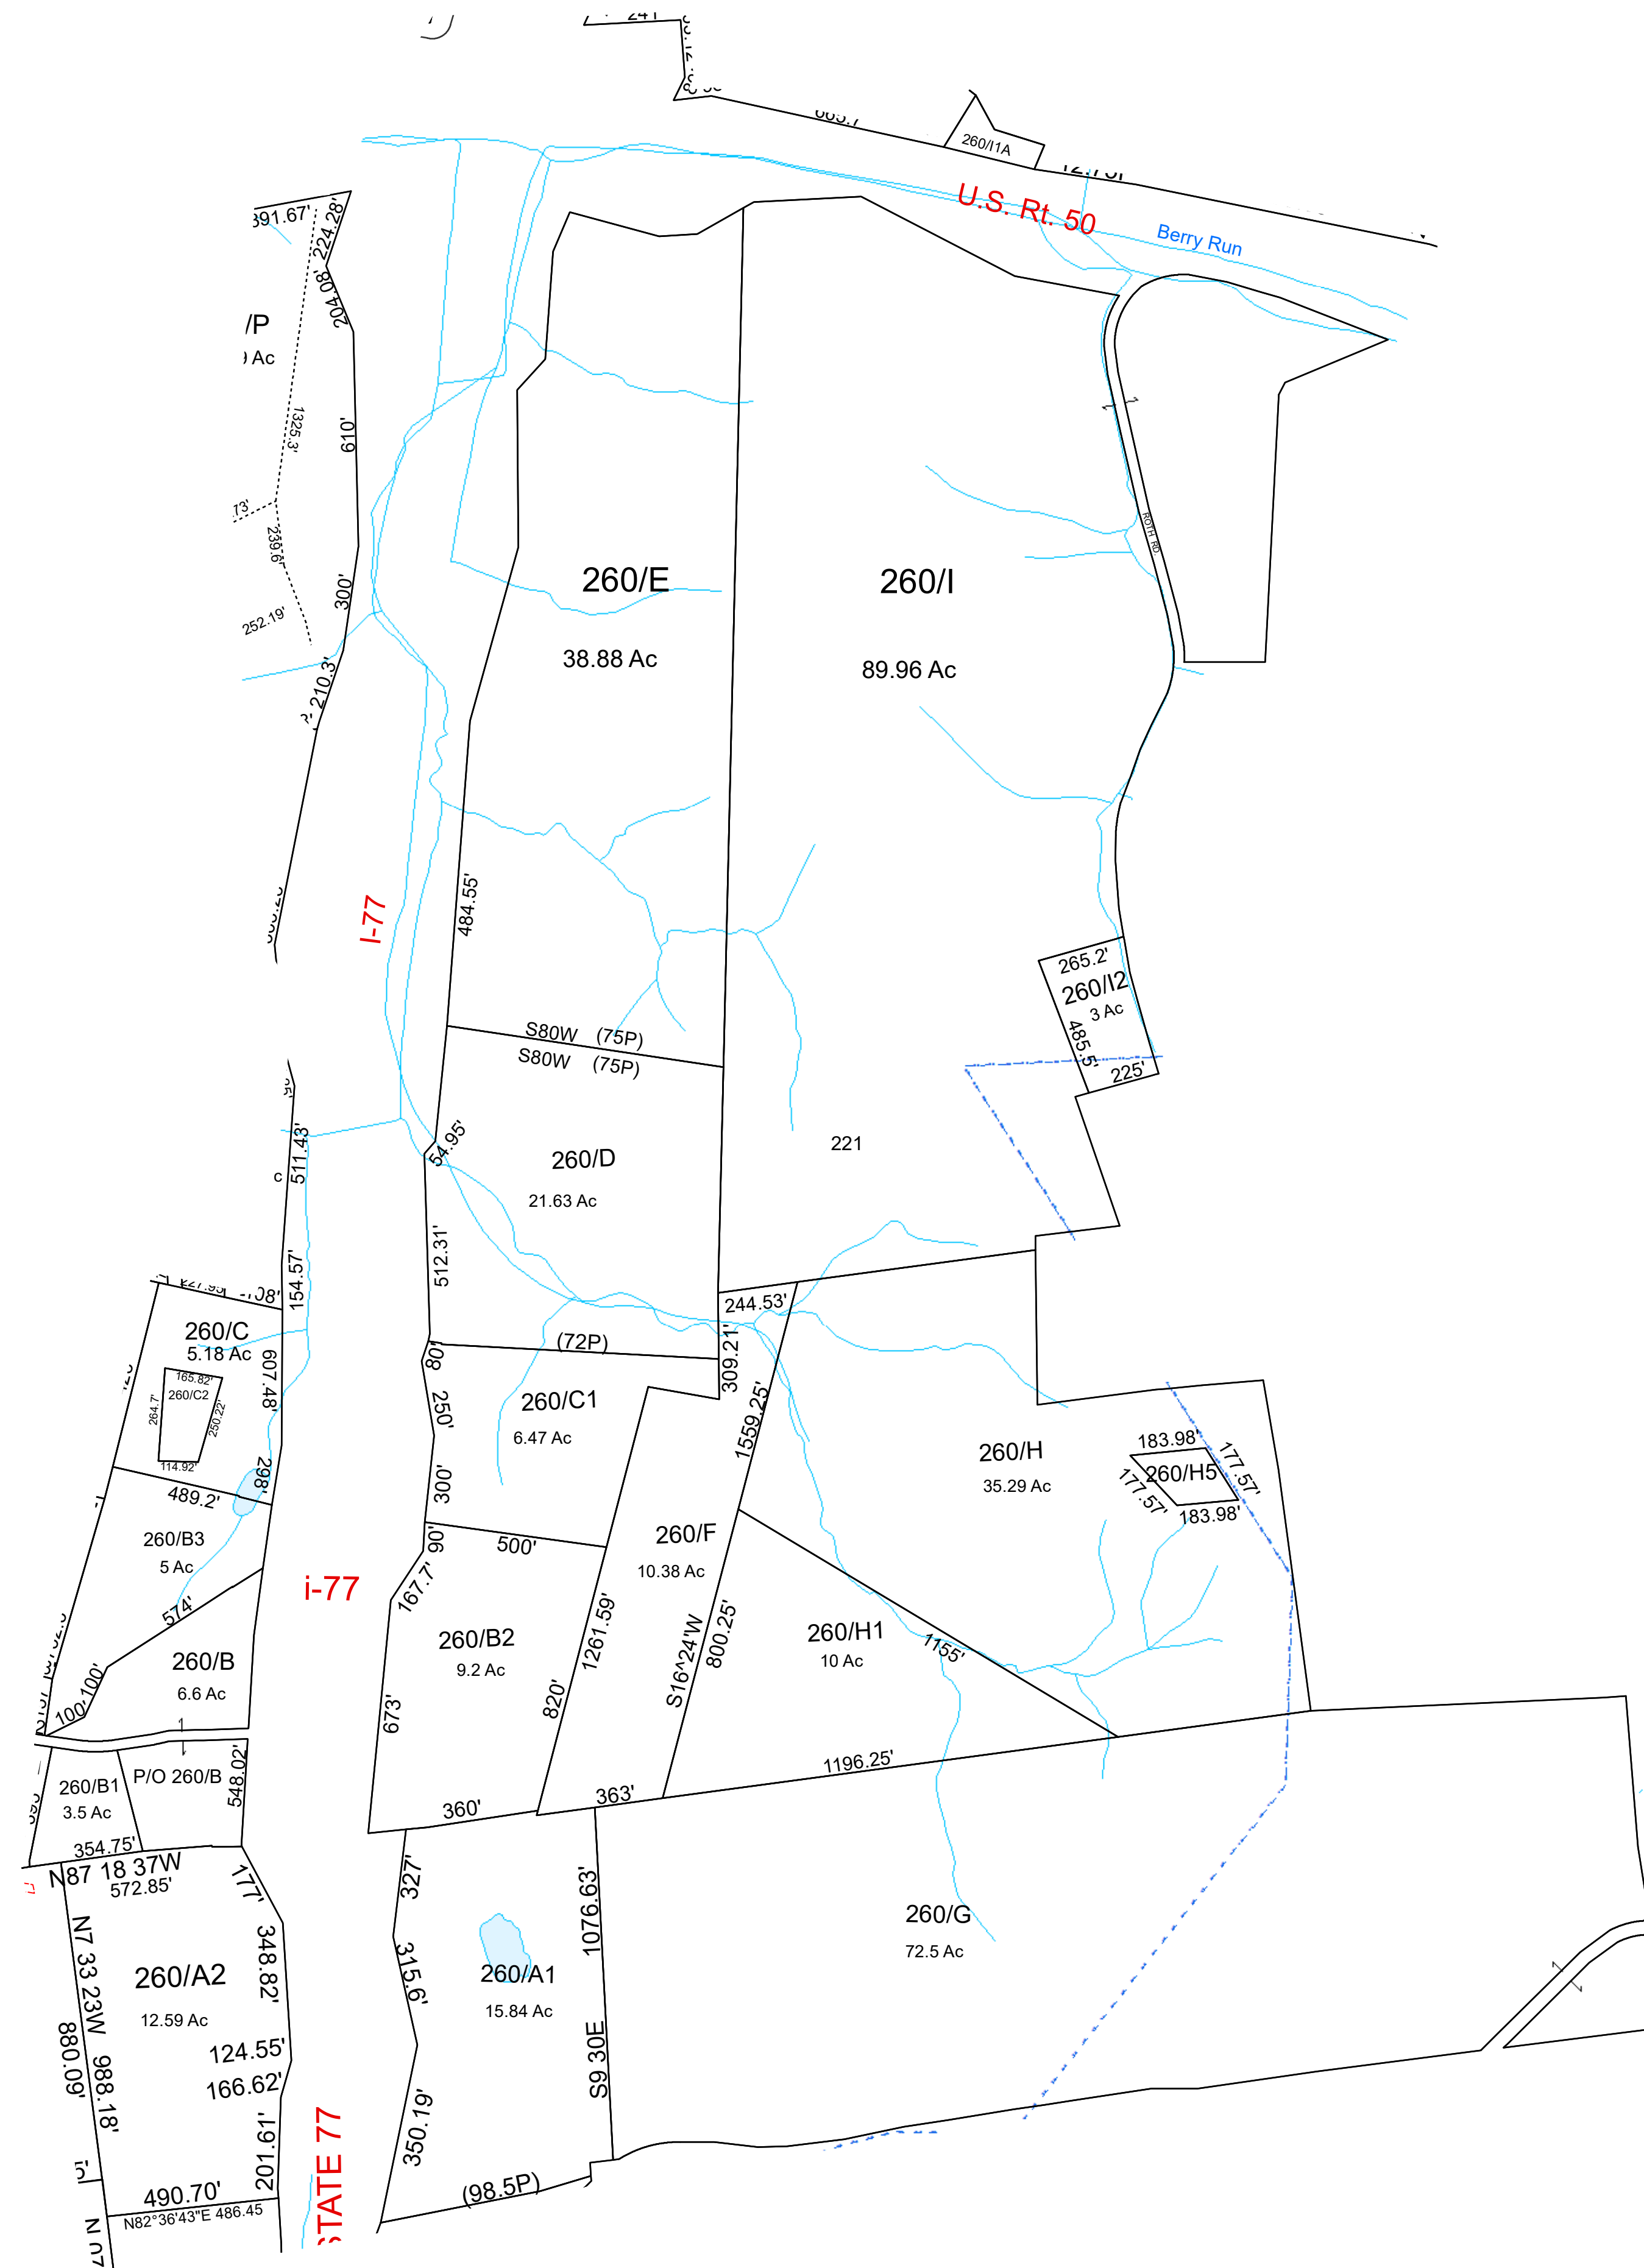 260/I1A
U.S. Rt. 50
Berry Run
391.67'
224.28'
204.08'
/P
Ac
610'
1325.3'
.73'
239.6'
300'
252.19'
210.3'
ROTH RD.
260/E
38.88 Ac
260/I
89.96 Ac
I-77
484.55'
265.2'
260/I2
3 Ac
485.5'
225'
S80W (75P)
S80W (75P)
54.95'
511.43'
260/D
21.63 Ac
221
512.31'
154.57'
244.53'
309.21'
(72P)
260/C
5.18 Ac
165.82'
260/C2
264.7'
250.22'
114.92'
607.48'
298'
489.2'
80'
250'
300'
90'
260/C1
6.47 Ac
1559.25'
260/H
35.29 Ac
183.98'
177.57'
260/H5
177.57'
183.98'
260/B3
5 Ac
574'
i-77
167.7'
500'
260/F
10.38 Ac
260/B2
9.2 Ac
1261.59'
S16^24'W
800.25'
260/H1
10 Ac
1155'
260/B
6.6 Ac
100'
100'
673'
820'
1196.25'
363'
360'
260/B1
3.5 Ac
P/O 260/B
548.02'
354.75'
N87 18 37W
572.85'
177'
327'
1076.63'
260/G
72.5 Ac
N7 33 23W 988.18'
348.82'
315.6'
260/A2
12.59 Ac
260/A1
15.84 Ac
880.09'
124.55'
166.62'
S9 30E
201.61'
350.19'
(98.5P)
490.70'
N82°36'43"E 486.45
STATE 77
N 07